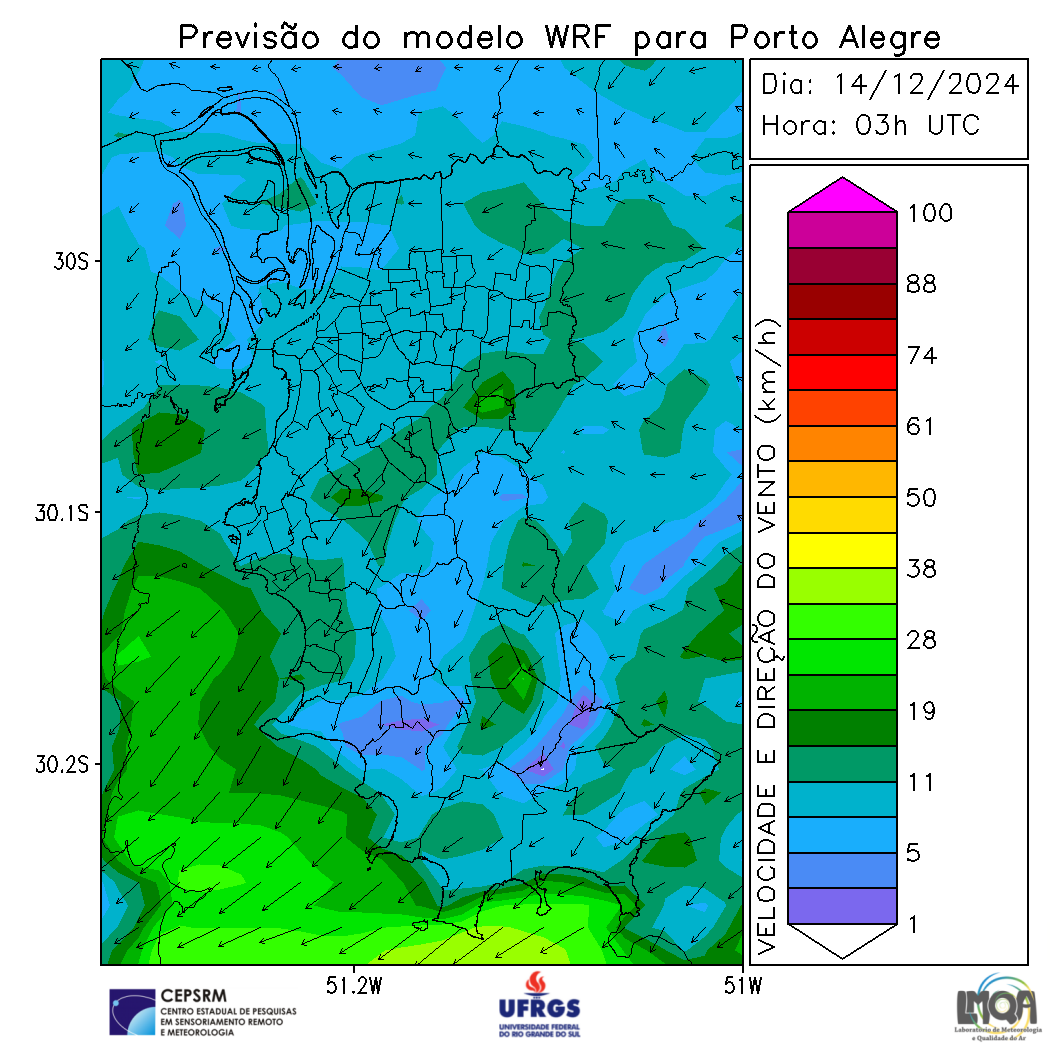 Previsão do modelo WRF para Porto Alegre
Dia: 14/12/2024
Hora: 03h UTC
30S
30.1S
30.2S
51.2W
51W
VELOCIDADE E DIREÇÃO DO VENTO (km/h)
100
88
74
61
50
38
28
19
11
5
1
CEPSRM
CENTRO ESTADUAL DE PESQUISAS
EM SENSORIAMENTO REMOTO
E METEOROLOGIA
UFRGS
UNIVERSIDADE FEDERAL
DO RIO GRANDE DO SUL
LMQA
Laboratório de Meteorologia
e Qualidade do Ar